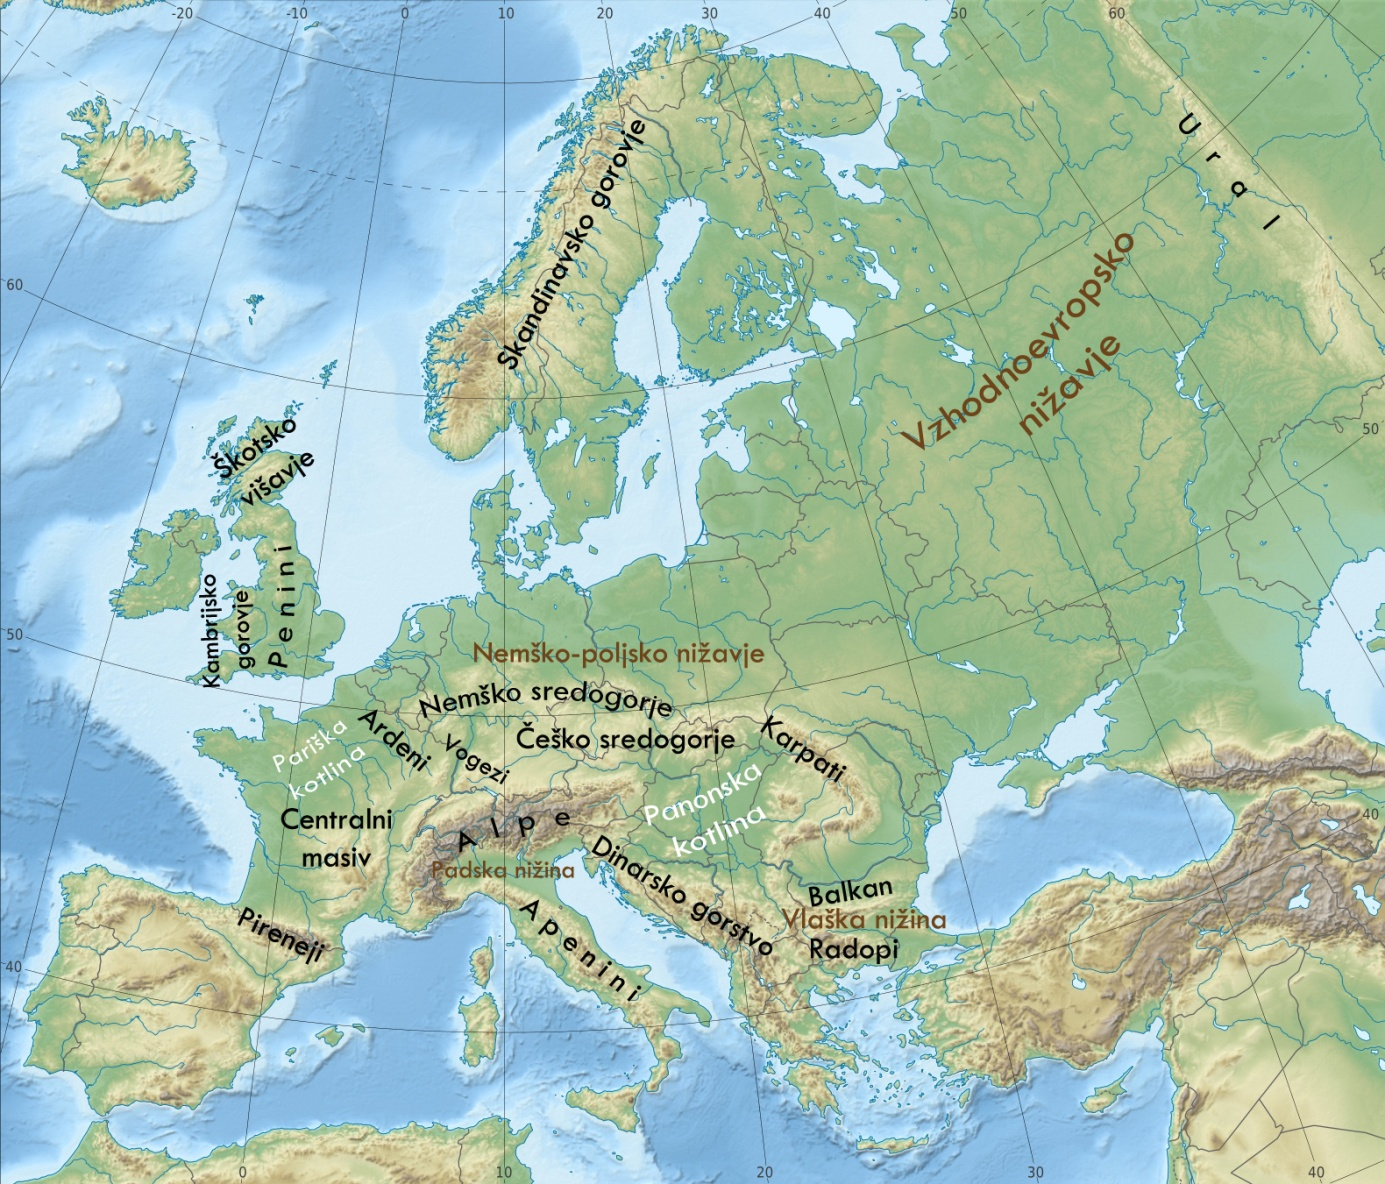 -20
-10
0
10
20
30
40
50
60
Ural
Skandinavsko gorovje
Vzhodnoevropsko
nižavje
60
50
Škotsko
višavje
Kambrijsko
gorovje
Penini
50
Nemško-poljsko nižavje
Nemško sredogorje
Ardeni
Vogezi
Češko sredogorje
Karpati
Pariška
kotlina
Panonska
kotlina
Centralni
masiv
Alpe
40
Padska nižina
Dinarsko gorstvo
Balkan
Vlaška nižina
Radopi
Pireneji
Apenini
40
0
10
20
30
40